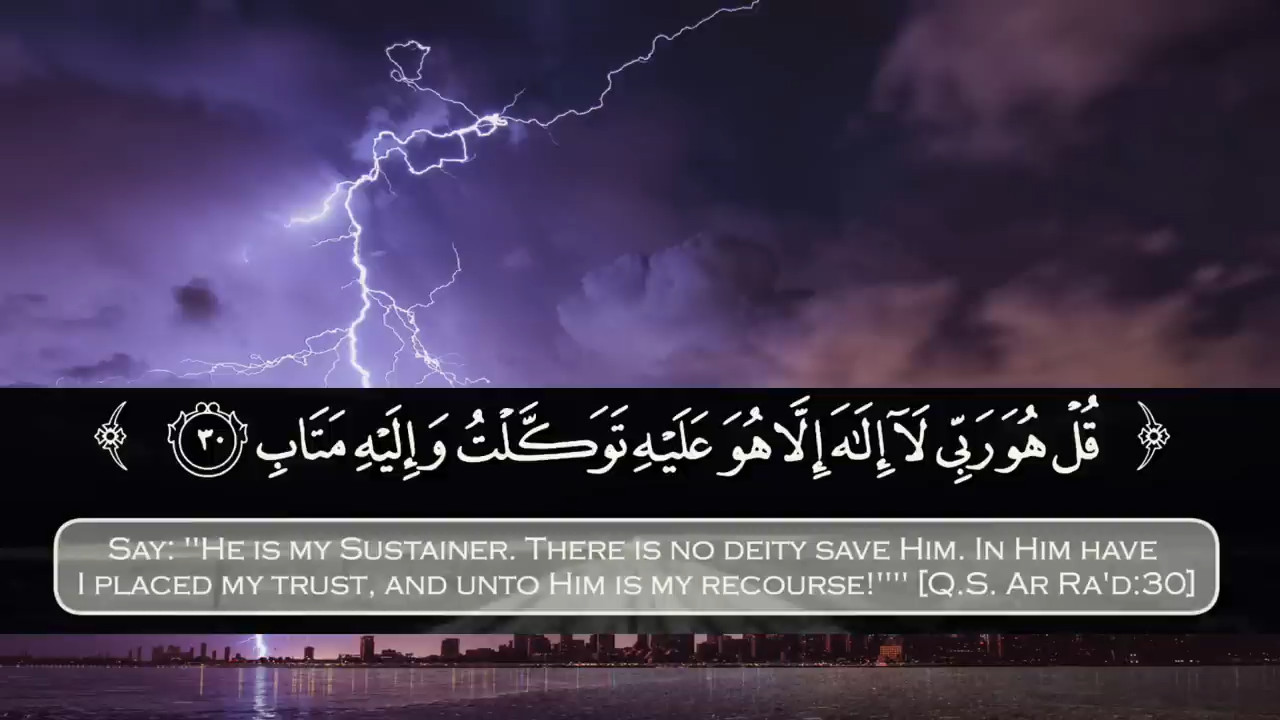 ﴿ قُلْ هُوَ رَبِّي لَآ إِلَٰهَ إِلَّا هُوَ عَلَيْهِ تَوَكَّلْتُ وَإِلَيْهِ مَتَابِ ٣٠ ﴾
Say: "He is my Sustainer. There is no deity save Him. In Him have
I placed my trust, and unto Him is my recourse!"" [Q.S. Ar Ra'd:30]